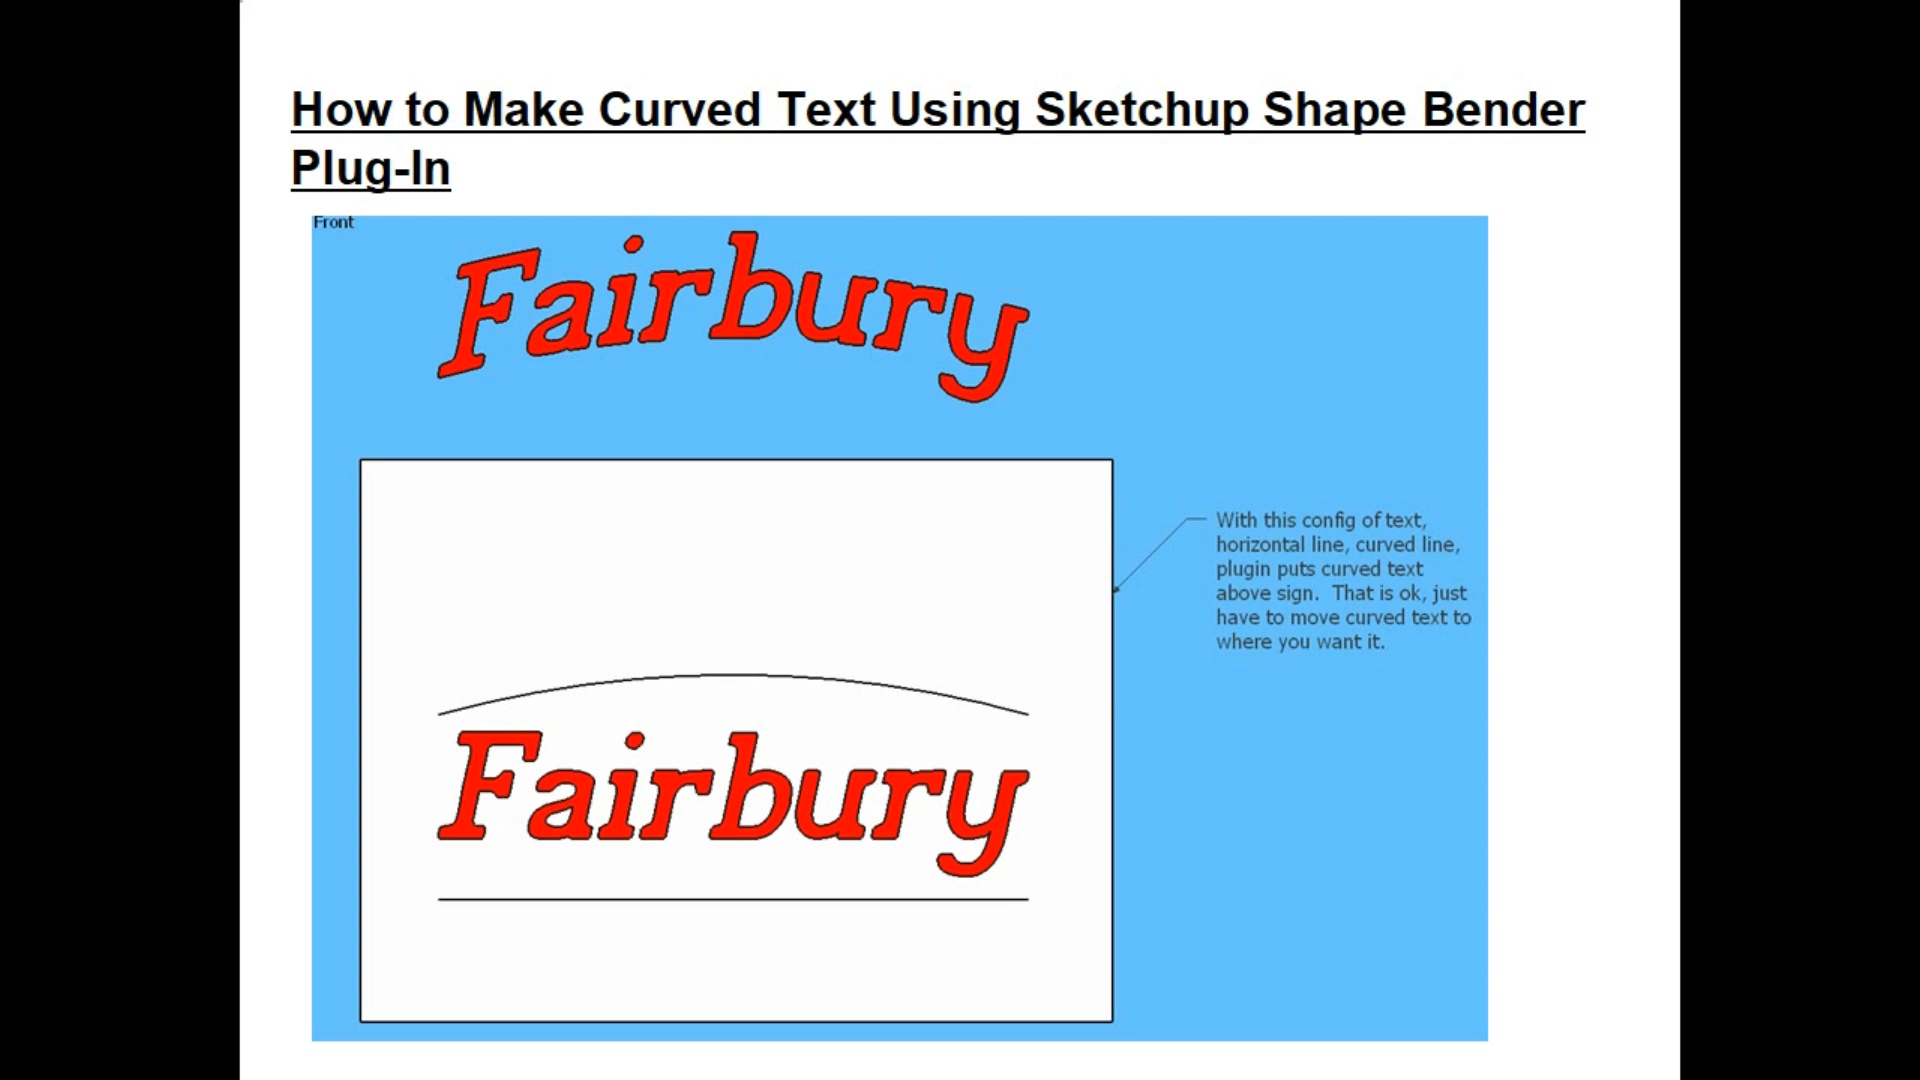 How to Make Curved Text Using Sketchup Shape Bender
Plug-In
Front
Fairbury
With this config of text,
horizontal line, curved line,
plugin puts curved text
above sign.  That is ok, just
have to move curved text to
where you want it.
Fairbury